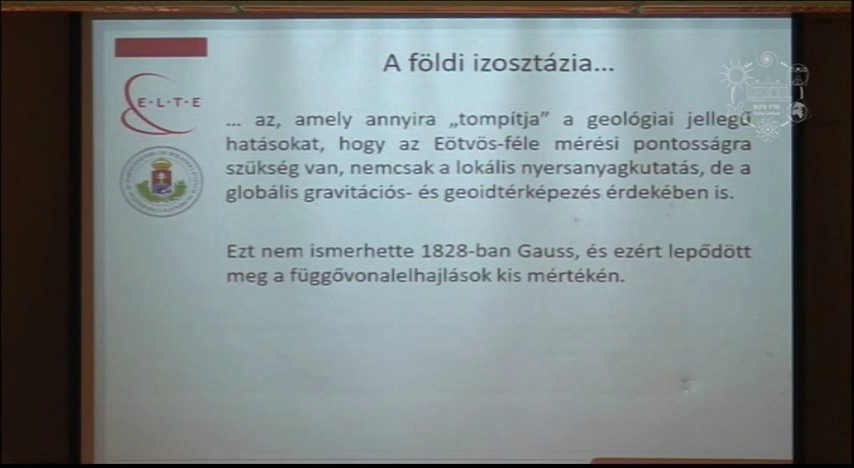 A földi izosztázia...
E·L·T·E
... az, amely annyira „tompítja” a geológiai jellegű
hatásokat, hogy az Eötvös-féle mérési pontosságra
szükség van, nemcsak a lokális nyersanyagkutatás, de a
globális gravitációs- és geoidtérképezés érdekében is.
Ezt nem ismerhette 1828-ban Gauss, és ezért lepődött
meg a függővonalelhajlások kis mértékén.